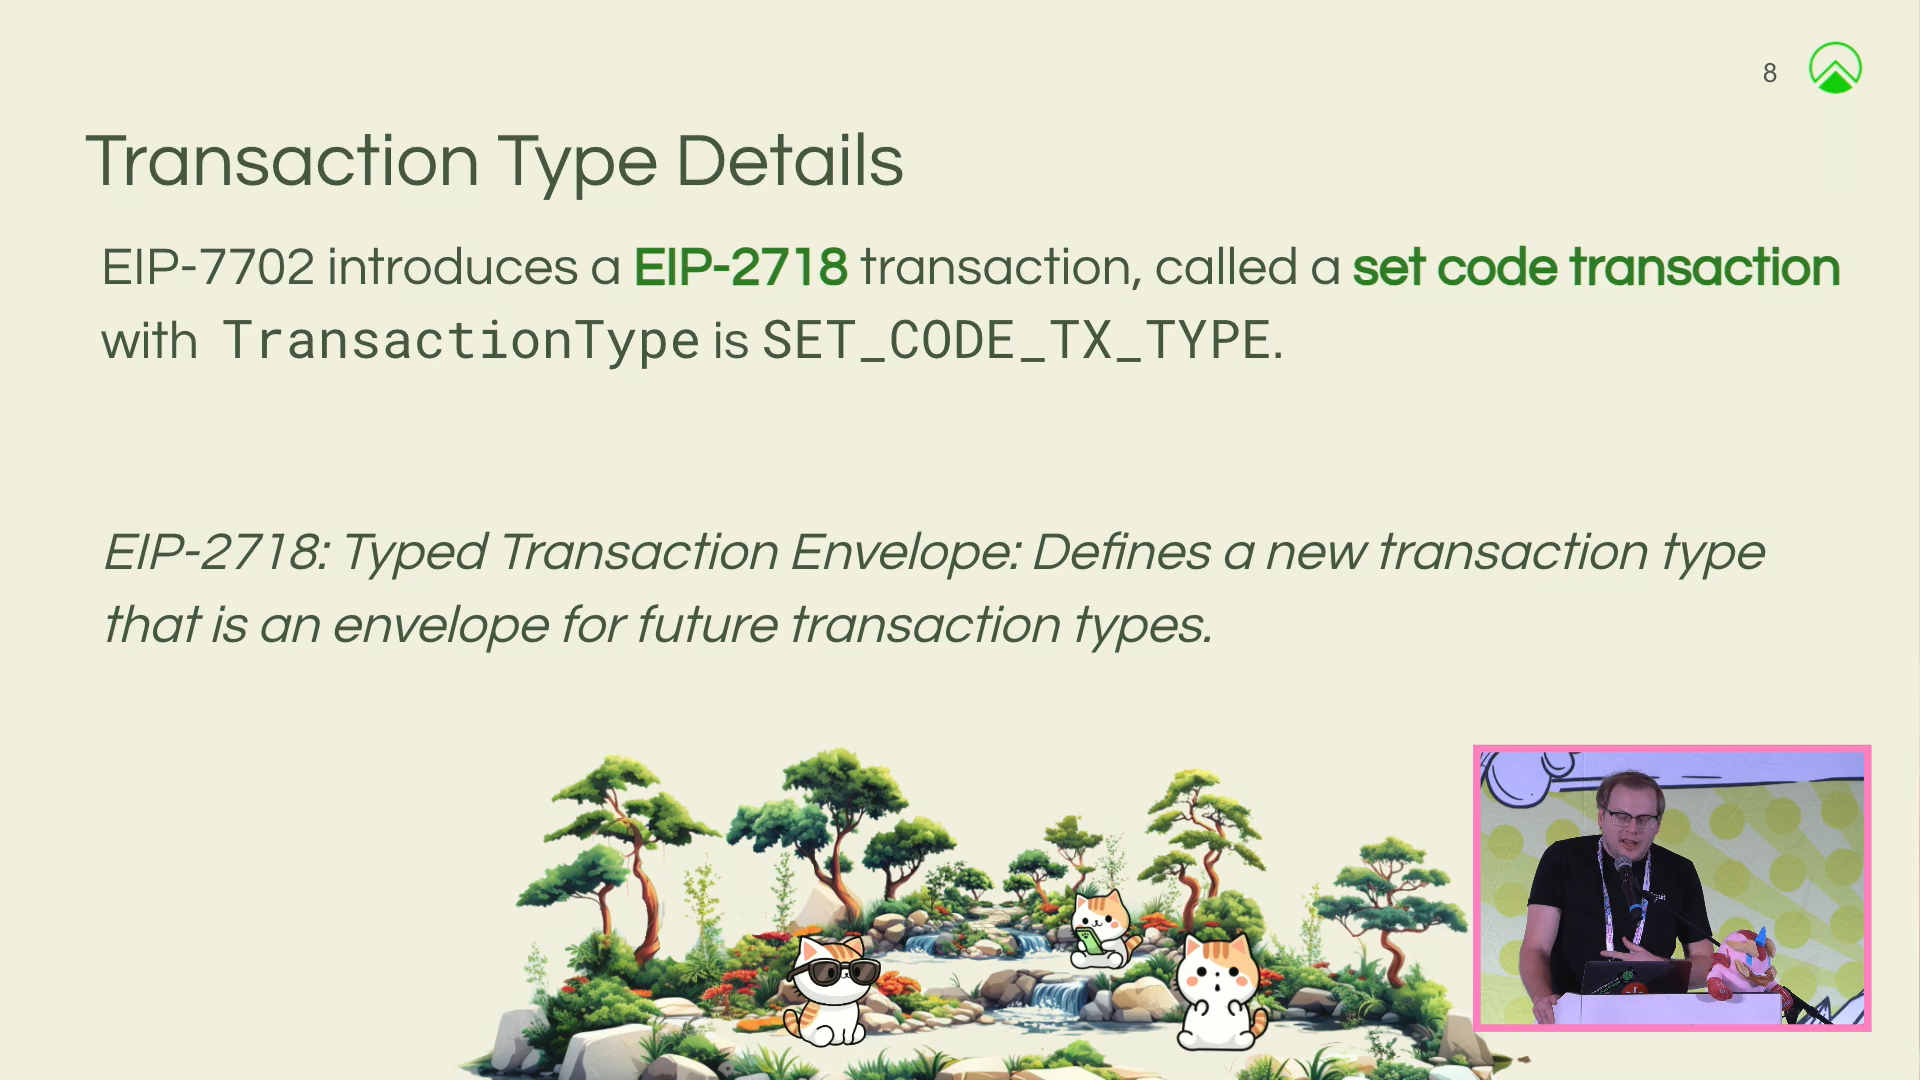 8
Transaction Type Details
EIP-7702 introduces a EIP-2718 transaction, called a set code transaction
with TransactionType is SET_CODE_TX_TYPE.
EIP-2718: Typed Transaction Envelope: Defines a new transaction type
that is an envelope for future transaction types.